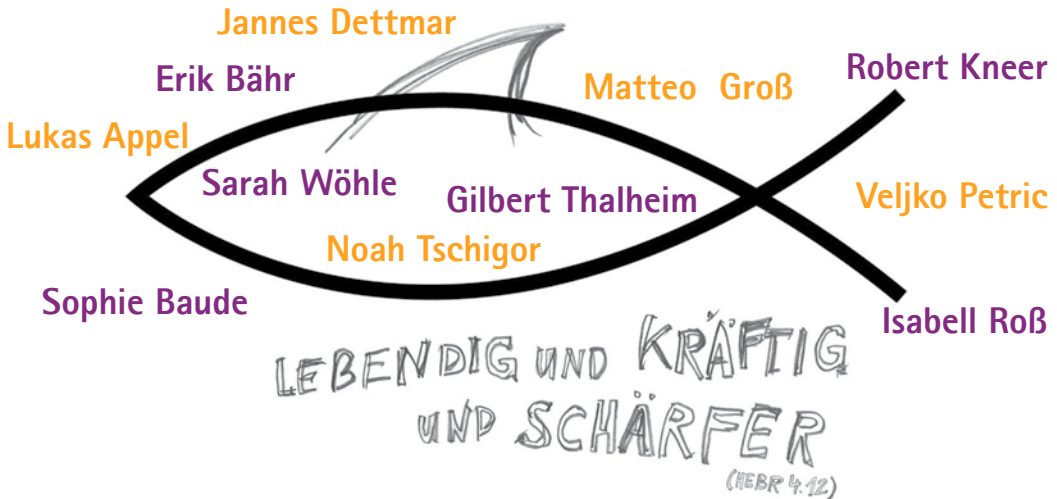 Jannes Dettmar
Erik Bähr
Matteo Groß
Robert Kneer
Lukas Appel
Sarah Wöhle
Gilbert Thalheim
Veljko Petric
Noah Tschigor
Sophie Baude
Isabell Roß
LEBENDIG UND KRÄFTIG
UND SCHÄRFER
(HEBR 4.12)